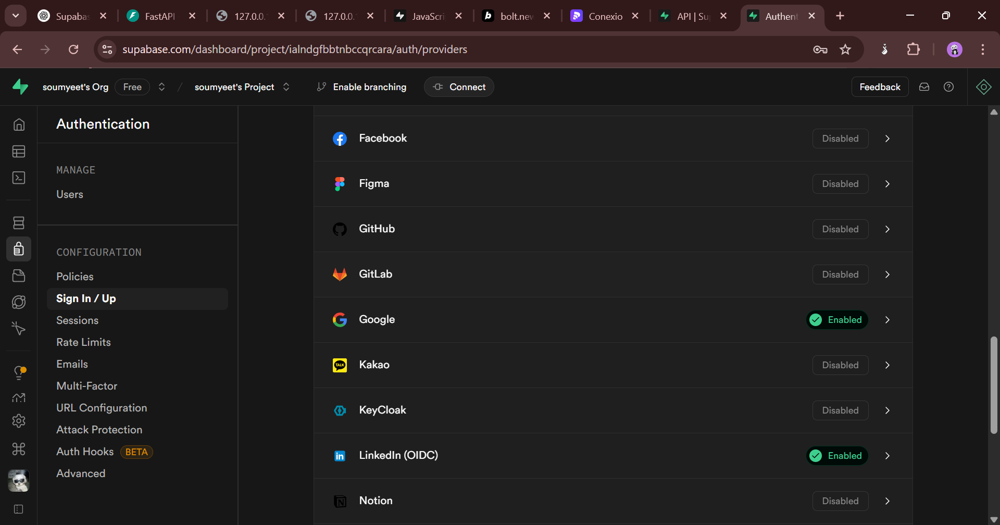 Supabas
FastAPI
127.0.0.
127.0.0.
JavaScri
bolt.new
Conexio
API | Su
Authent
supabase.com/dashboard/project/ialndgfbbtnbccqrcara/auth/providers
soumyeet's Org
Free
/
soumyeet's Project
Enable branching
Connect
Feedback
Authentication
MANAGE
Users
CONFIGURATION
Policies
Sign In / Up
Sessions
Rate Limits
Emails
Multi-Factor
URL Configuration
Attack Protection
Auth Hooks BETA
Advanced
Facebook Disabled
Figma Disabled
GitHub Disabled
GitLab Disabled
Google Enabled
TALK Kakao Disabled
KeyCloak Disabled
in LinkedIn (OIDC) Enabled
N Notion Disabled